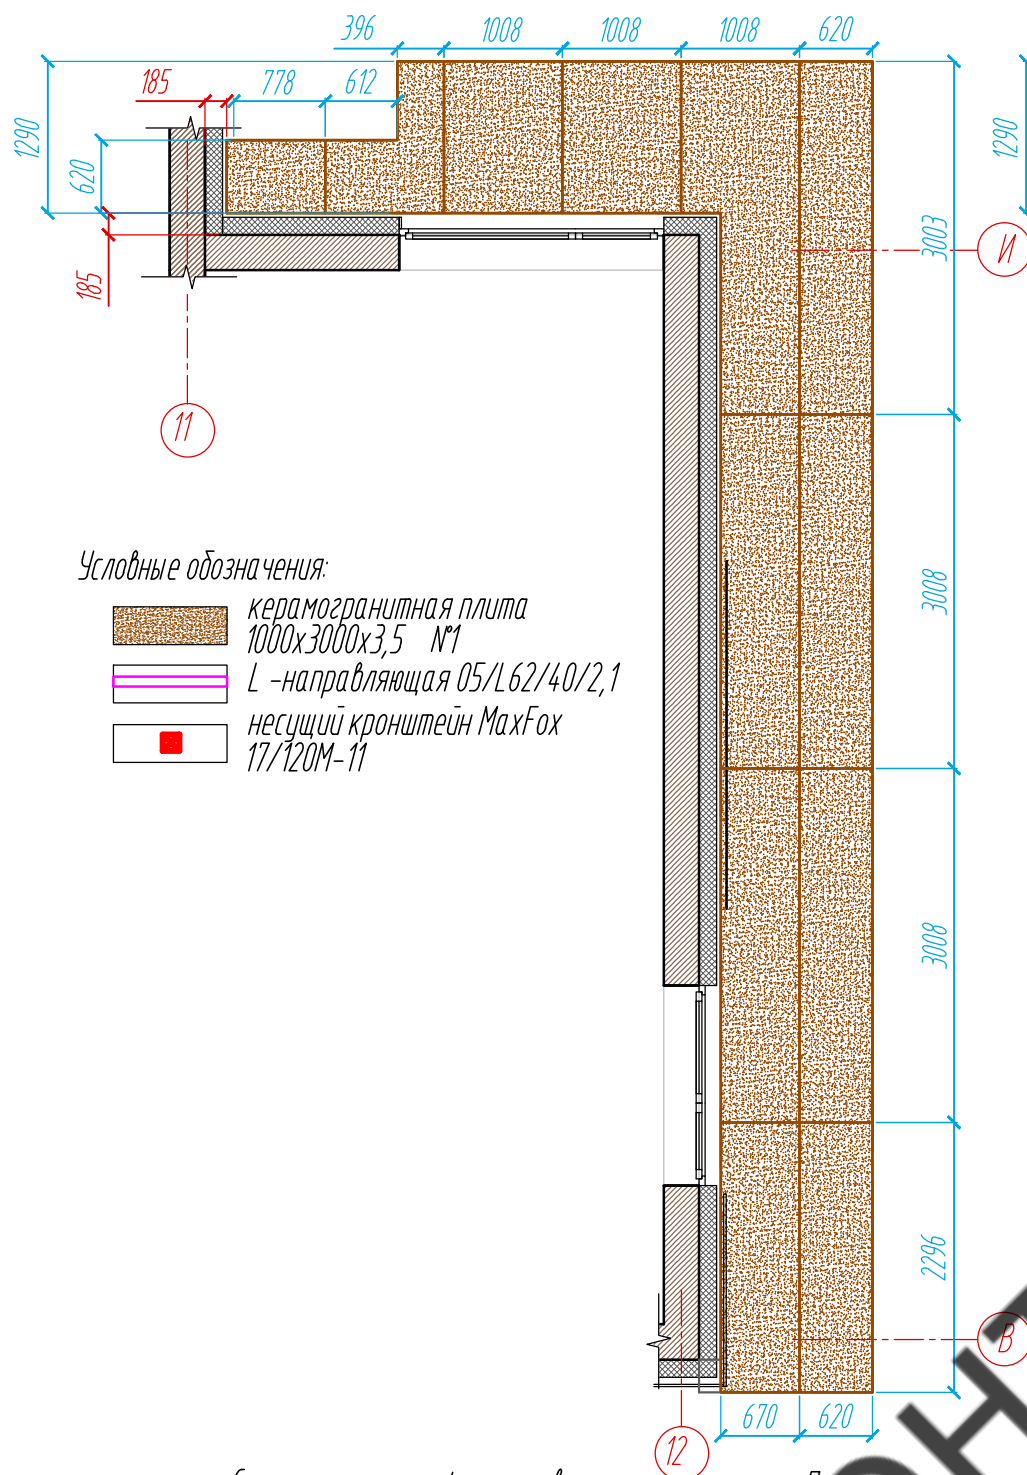 396 1008 1008 1008 620
185 778 612
1290
620
185
1290
3003
И
11
3008
Условные обозначения:
керамогранитная плита
1000х3000х3,5 №1
L -направляющая 05/L62/40/2,1
несущий кронштейн MaxFox
17/120М-11
3008
2296
В
670 620
12